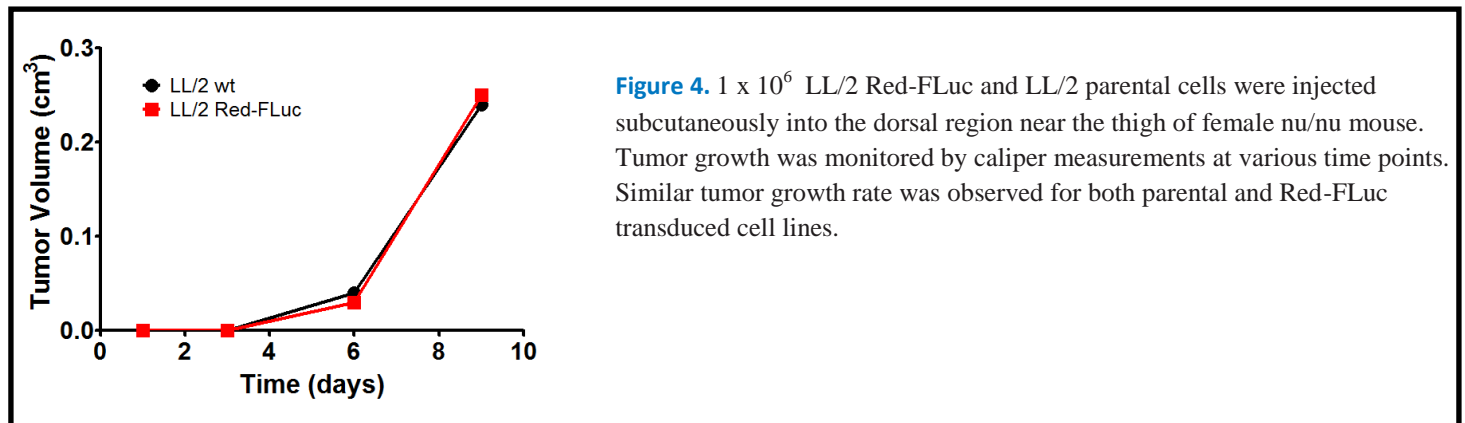 0.3
0.2
0.1
0.0
Tumor Volume (cm³)
LL/2 wt
LL/2 Red-FLuc
0 2 4 6 8 10
Time (days)
Figure 4. 1 x 10⁶ LL/2 Red-FLuc and LL/2 parental cells were injected
subcutaneously into the dorsal region near the thigh of female nu/nu mouse.
Tumor growth was monitored by caliper measurements at various time points.
Similar tumor growth rate was observed for both parental and Red-FLuc
transduced cell lines.